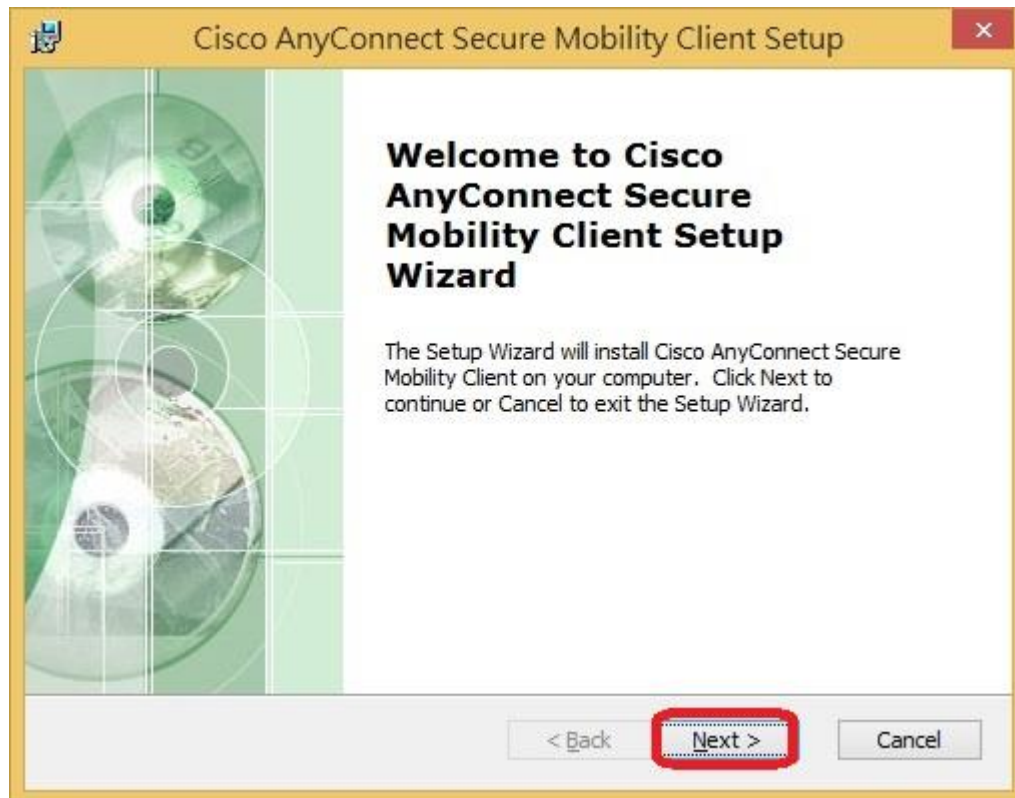 Cisco AnyConnect Secure Mobility Client Setup
Welcome to Cisco
AnyConnect Secure
Mobility Client Setup
Wizard
The Setup Wizard will install Cisco AnyConnect Secure
Mobility Client on your computer.  Click Next to
continue or Cancel to exit the Setup Wizard.
< Back
Next >
Cancel